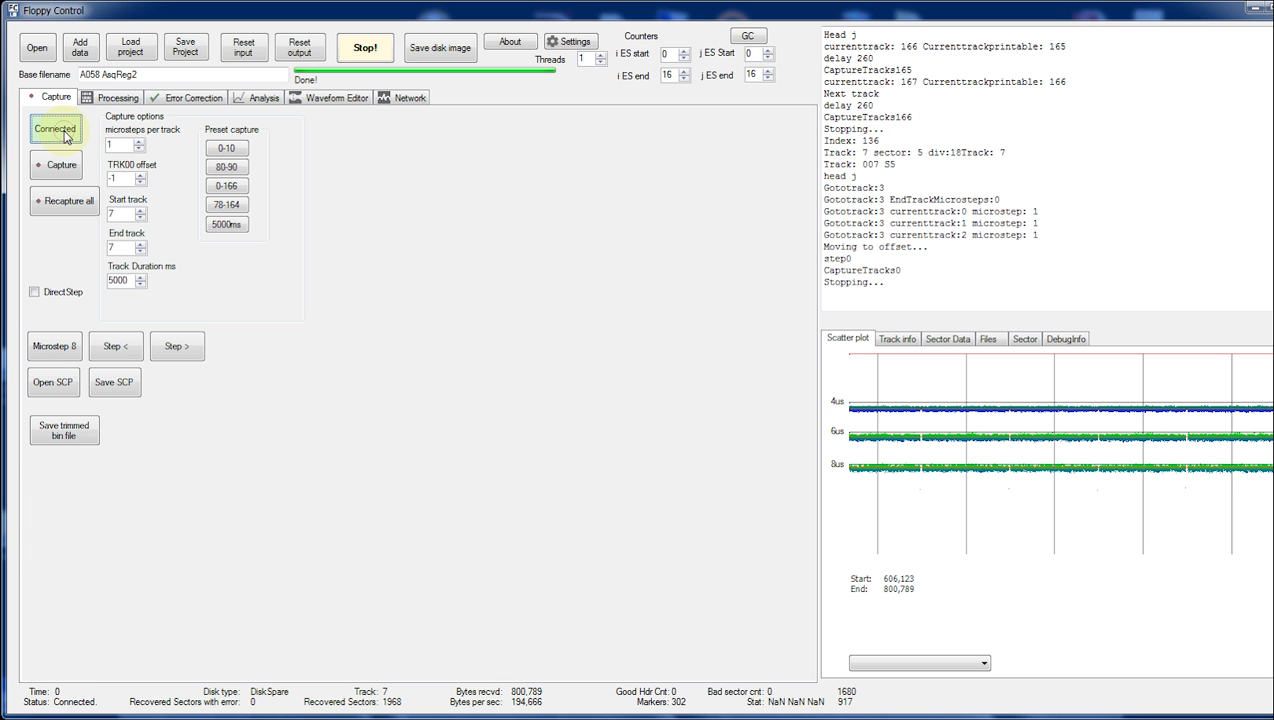 Floppy Control
Open
Add data
Load project
Save Project
Reset input
Reset output
Stop!
Save disk image
About
Settings
Threads 1
Counters
GC
i ES start 0
j ES Start 0
i ES end 16
j ES end 16
Base filename A058 AsqReg2
Done!
Capture
Processing
Error Correction
Analysis
Waveform Editor
Network
Connected
Capture
Recapture all
Capture options
microsteps per track
1
TRK00 offset
-1
Start track
7
End track
7
Track Duration ms
5000
Preset capture
0-10
80-90
0-166
78-164
5000ms
DirectStep
Microstep 8
Step <
Step >
Open SCP
Save SCP
Save trimmed
bin file
Head j
currenttrack: 166 Currenttrackprintable: 165
delay 260
CaptureTracks165
currenttrack: 167 Currenttrackprintable: 166
Next track
delay 260
CaptureTracks166
Stopping...
Index: 136
Track: 7 sector: 5 div:18Track: 7
Track: 007 S5
head j
Gototrack:3
Gototrack:3 EndTrackMicrosteps:0
Gototrack:3 currenttrack:0 microstep: 1
Gototrack:3 currenttrack:1 microstep: 1
Gototrack:3 currenttrack:2 microstep: 1
Moving to offset...
step0
CaptureTracks0
Stopping...
Scatter plot
Track info
Sector Data
Files
Sector
DebugInfo
4us
6us
8us
Start: 606,123
End: 800,789
Time: 0 Disk type: DiskSpare Track: 7 Bytes recvd: 800,789 Good Hdr Cnt: 0 Bad sector cnt: 0 1680
Status: Connected. Recovered Sectors with error: 0 Recovered Sectors: 1968 Bytes per sec: 194,666 Markers: 302 Stat: NaN NaN NaN 917